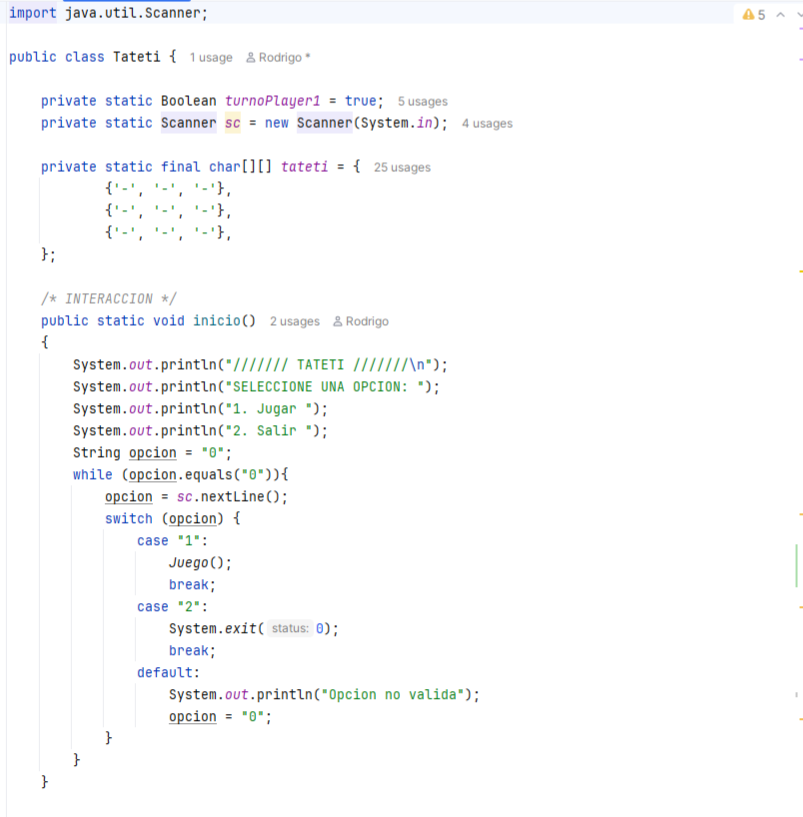 import java.util.Scanner;
5
public class Tateti { 1 usage Rodrigo *
private static Boolean turnoPlayer1 = true; 5 usages
private static Scanner sc = new Scanner(System.in); 4 usages
private static final char[][] tateti = { 25 usages
{'-', '-', '-'},
{'-', '-', '-'},
{'-', '-', '-'},
};
/* INTERACCION */
public static void inicio() 2 usages Rodrigo
{
System.out.println("/////// TATETI ///////\n");
System.out.println("SELECCIONE UNA OPCION: ");
System.out.println("1. Jugar ");
System.out.println("2. Salir ");
String opcion = "0";
while (opcion.equals("0")){
opcion = sc.nextLine();
switch (opcion) {
case "1":
Juego();
break;
case "2":
System.exit( status: 0);
break;
default:
System.out.println("Opcion no valida");
opcion = "0";
}
}
}